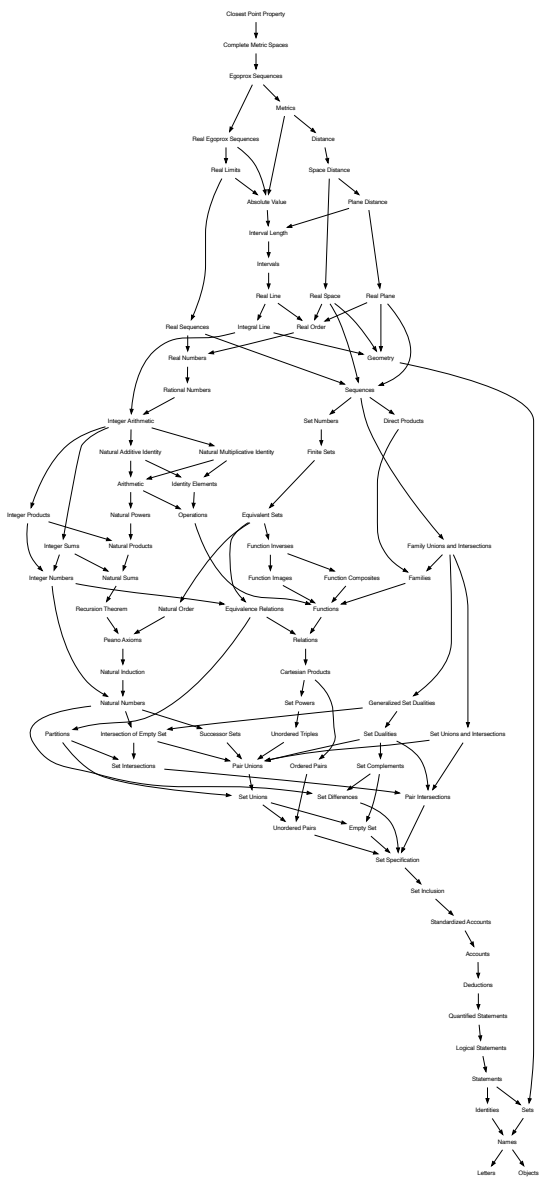 Closest Point Property
Complete Metric Spaces
Egoprox Sequences
Metrics
Real Egoprox Sequences
Distance
Real Limits
Space Distance
Absolute Value
Plane Distance
Interval Length
Intervals
Real Line
Real Space
Real Plane
Real Sequences
Integral Line
Real Order
Real Numbers
Geometry
Rational Numbers
Sequences
Integer Arithmetic
Set Numbers
Direct Products
Natural Additive Identity
Natural Multiplicative Identity
Finite Sets
Arithmetic
Identity Elements
Integer Products
Natural Powers
Operations
Equivalent Sets
Integer Sums
Natural Products
Function Inverses
Family Unions and Intersections
Integer Numbers
Natural Sums
Function Images
Function Composites
Families
Recursion Theorem
Natural Order
Equivalence Relations
Functions
Peano Axioms
Relations
Natural Induction
Cartesian Products
Natural Numbers
Set Powers
Generalized Set Dualities
Partitions
Intersection of Empty Set
Successor Sets
Unordered Triples
Set Dualities
Set Unions and Intersections
Set Intersections
Pair Unions
Ordered Pairs
Set Complements
Set Unions
Set Differences
Pair Intersections
Unordered Pairs
Empty Set
Set Specification
Set Inclusion
Standardized Accounts
Accounts
Deductions
Quantified Statements
Logical Statements
Statements
Identities
Sets
Names
Letters
Objects